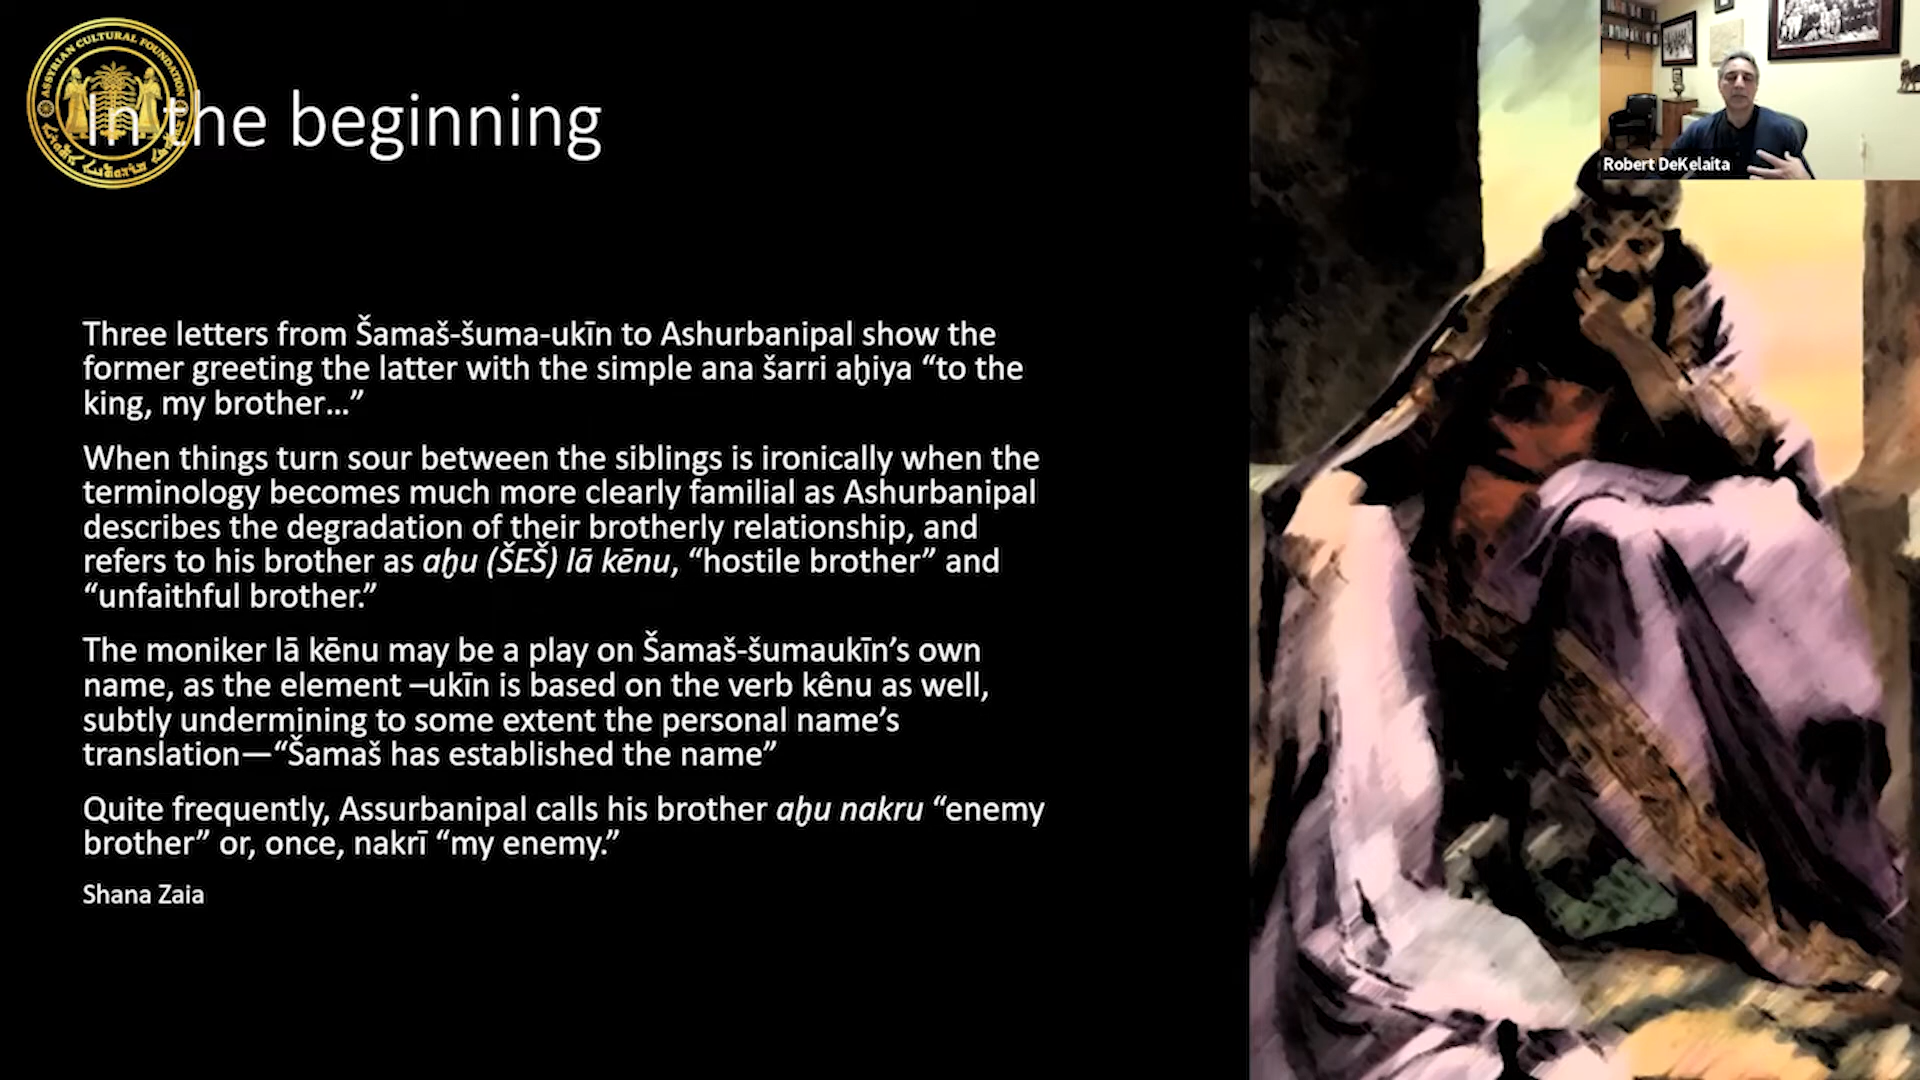 ASSYRIAN CULTURAL FOUNDATION
In the beginning
Robert DeKelaita
Three letters from Šamaš-šuma-ukīn to Ashurbanipal show the
former greeting the latter with the simple ana šarri aḫiya “to the
king, my brother…”
When things turn sour between the siblings is ironically when the
terminology becomes much more clearly familial as Ashurbanipal
describes the degradation of their brotherly relationship, and
refers to his brother as aḫu (ŠEŠ) lā kēnu, “hostile brother” and
“unfaithful brother.”
The moniker lā kēnu may be a play on Šamaš-šumaukīn’s own
name, as the element –ukīn is based on the verb kênu as well,
subtly undermining to some extent the personal name’s
translation—“Šamaš has established the name”
Quite frequently, Assurbanipal calls his brother aḫu nakru “enemy
brother” or, once, nakrī “my enemy.”
Shana Zaia